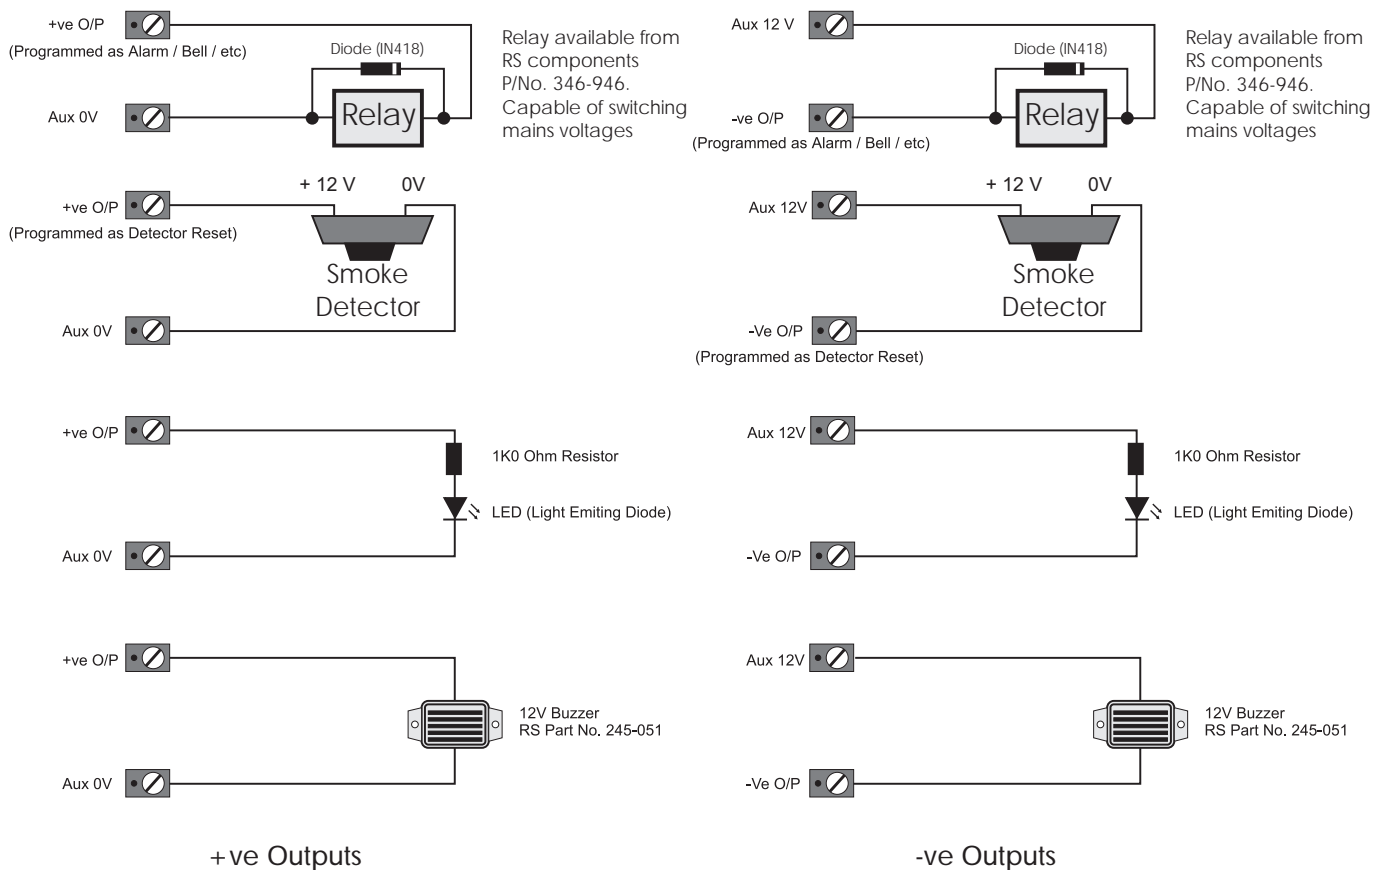 +ve O/P
(Programmed as Alarm / Bell / etc)
Diode (IN418)
Aux 0V
Relay
Relay available from
RS components
P/No. 346-946.
Capable of switching
mains voltages
+ve O/P
(Programmed as Detector Reset)
+ 12 V 0V
Smoke
Detector
Aux 0V
+ve O/P
1K0 Ohm Resistor
LED (Light Emiting Diode)
Aux 0V
+ve O/P
12V Buzzer
RS Part No. 245-051
Aux 0V
+ve Outputs
Aux 12 V
Diode (IN418)
-ve O/P
(Programmed as Alarm / Bell / etc)
Relay
Relay available from
RS components
P/No. 346-946.
Capable of switching
mains voltages
Aux 12V
+ 12 V 0V
Smoke
Detector
-Ve O/P
(Programmed as Detector Reset)
Aux 12V
1K0 Ohm Resistor
LED (Light Emiting Diode)
-Ve O/P
Aux 12V
12V Buzzer
RS Part No. 245-051
-Ve O/P
-ve Outputs